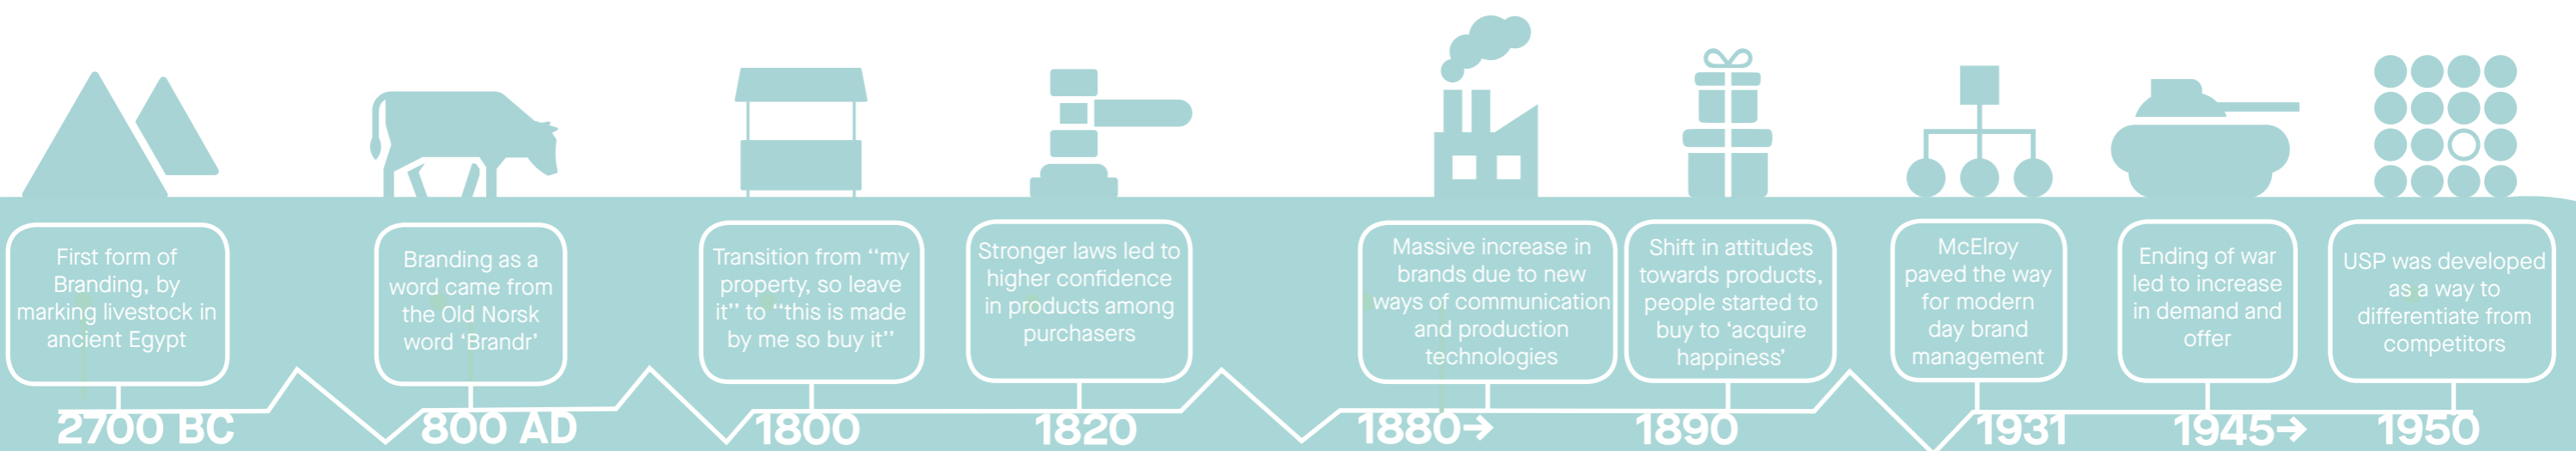 First form of
Branding, by
marking livestock in
ancient Egypt
2700 BC
Branding as a
word came from
the Old Norsk
word ‘Brandr’
800 AD
Transition from ‘‘my
property, so leave
it’’ to ‘‘this is made
by me so buy it’’
1800
Stronger laws led to
higher confidence
in products among
purchasers
1820
Massive increase in
brands due to new
ways of communication
and production
technologies
1880→
Shift in attitudes
towards products,
people started to
buy to ‘acquire
happiness’
1890
McElroy
paved the way
for modern
day brand
management
1931
Ending of war
led to increase
in demand and
offer
1945→
USP was developed
as a way to
differentiate from
competitors
1950